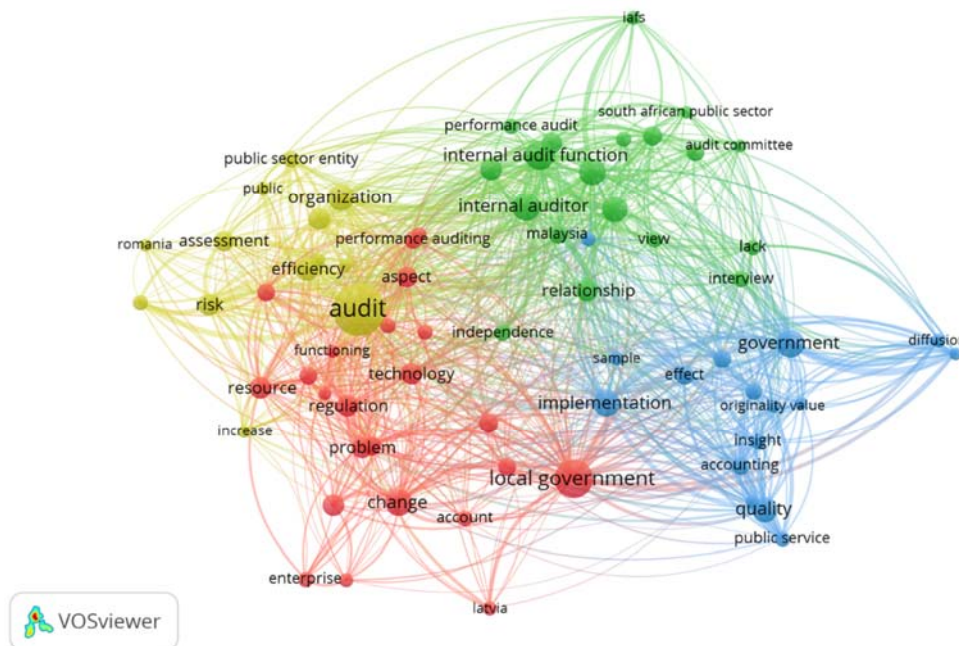 iafs
south african public sector
performance audit
audit committee
internal audit function
public sector entity
public
organization
internal auditor
malaysia
view
romania
assessment
performance auditing
lack
efficiency
aspect
interview
relationship
risk
audit
independence
government
diffusion
functioning
sample
technology
effect
resource
regulation
implementation
originality value
increase
insight
problem
accounting
local government
change
quality
account
public service
enterprise
latvia
VOSviewer